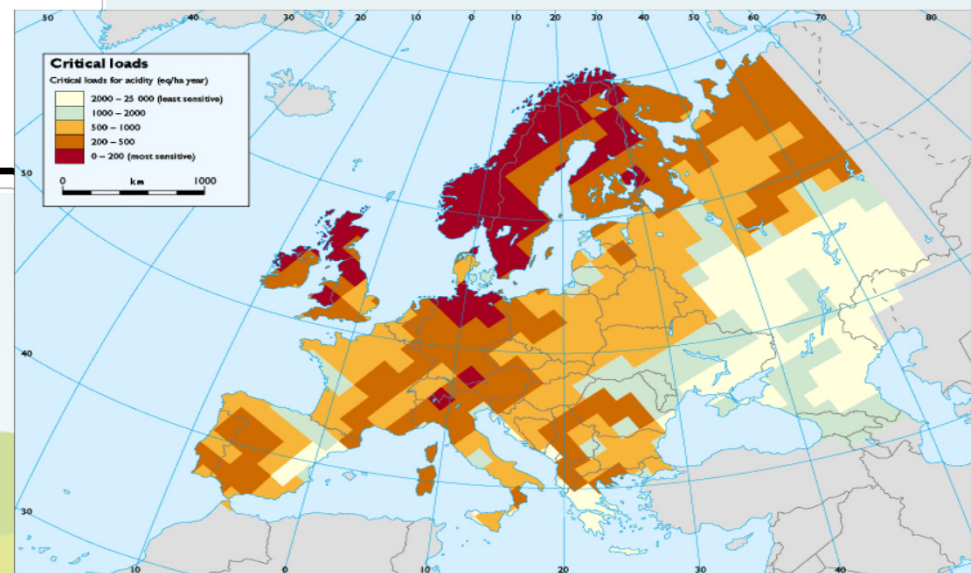 50 40 30 20 10 0 10 20 30 40 50 60 70 80
Critical loads
Critical loads for acidity (eq/ha year)
2000 – 25 000 (least sensitive)
1000 – 2000
500 – 1000
200 – 500
0 – 200 (most sensitive)
0 km 1000
50
40
30
10 0 10 20 30 40